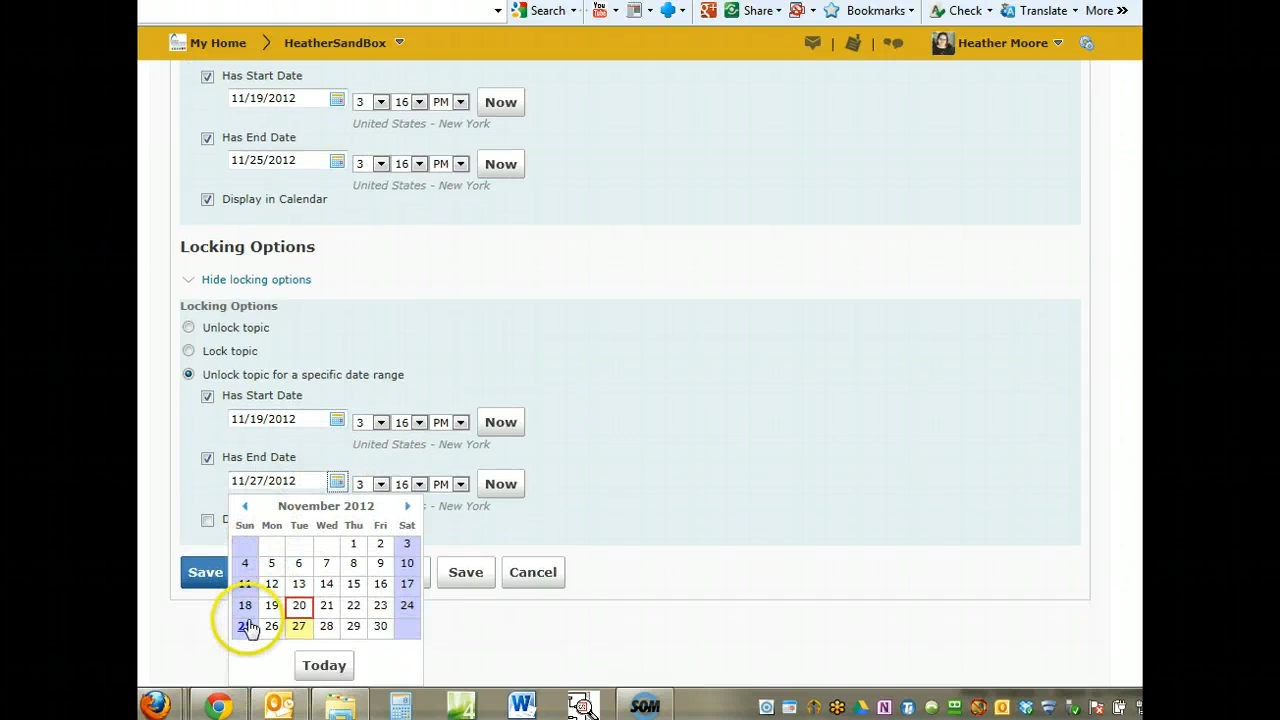 Search Share Bookmarks Check Translate More »
My Home HeatherSandBox Heather Moore
Has Start Date
11/19/2012 3 16 PM Now
United States - New York
Has End Date
11/25/2012 3 16 PM Now
United States - New York
Display in Calendar
Locking Options
Hide locking options
Locking Options
Unlock topic
Lock topic
Unlock topic for a specific date range
Has Start Date
11/19/2012 3 16 PM Now
United States - New York
Has End Date
11/27/2012 3 16 PM Now
- New York
November 2012
Sun Mon Tue Wed Thu Fri Sat
1 2 3
4 5 6 7 8 9 10
11 12 13 14 15 16 17
18 19 20 21 22 23 24
26 27 28 29 30
Today
Save Save Cancel
SOM